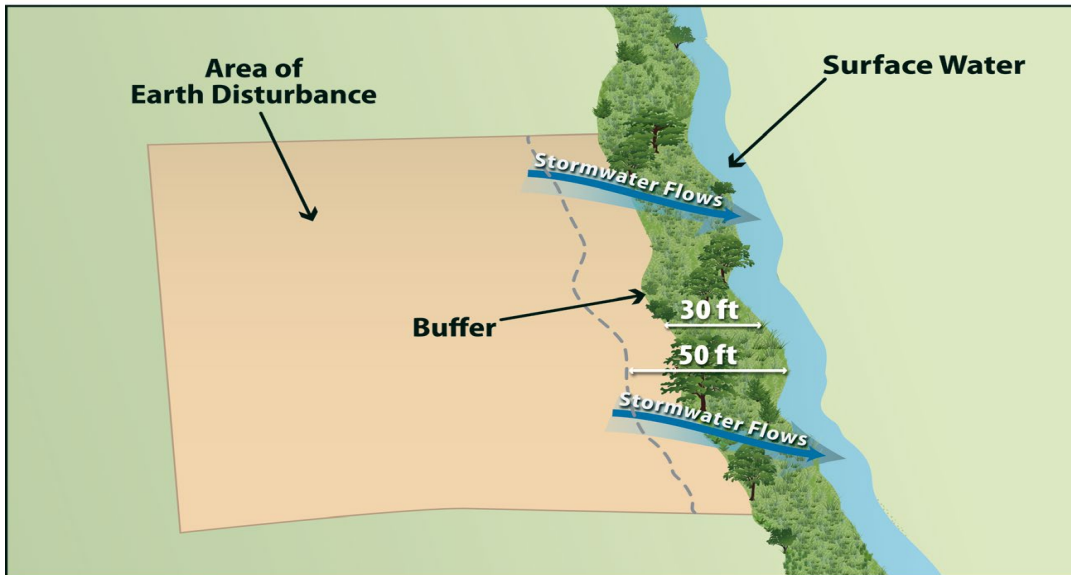 Area of
Earth Disturbance
Surface Water
Stormwater Flows
30 ft
Buffer
50 ft
Stormwater Flows